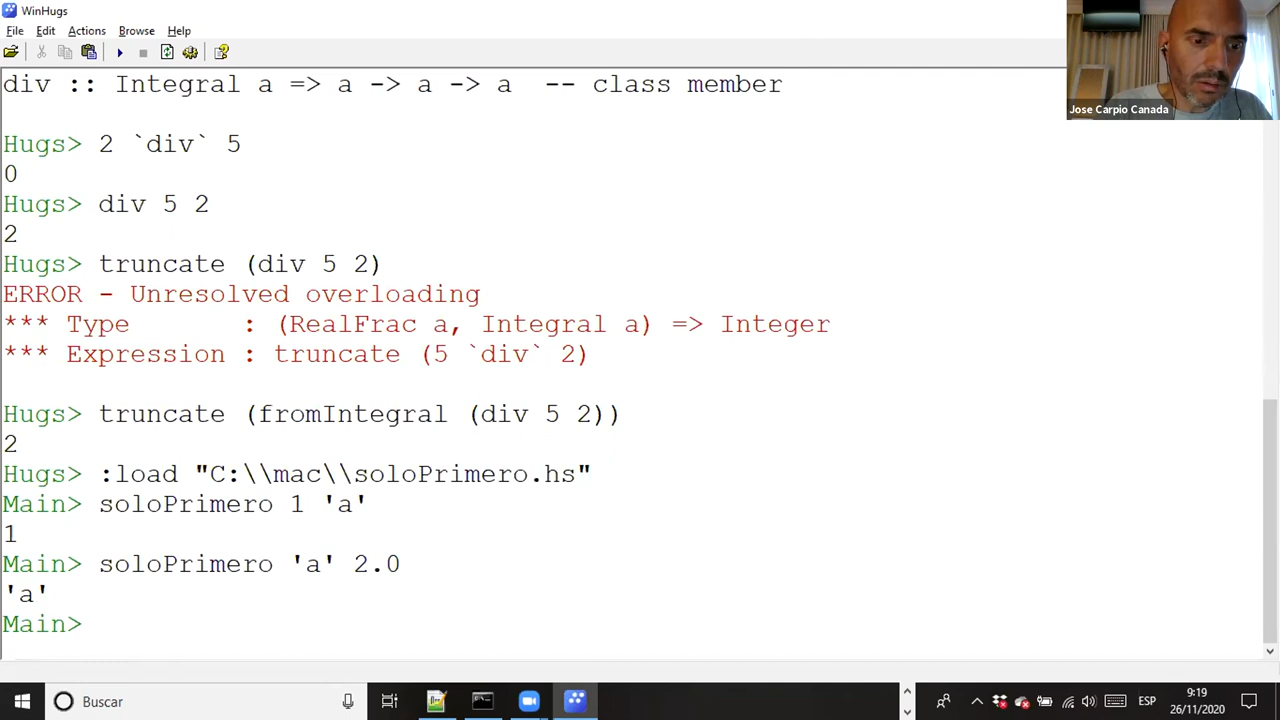 WinHugs
File Edit Actions Browse Help
div :: Integral a => a -> a -> a  -- class member
Hugs> 2 `div` 5
0
Hugs> div 5 2
2
Hugs> truncate (div 5 2)
ERROR - Unresolved overloading
*** Type       : (RealFrac a, Integral a) => Integer
*** Expression : truncate (5 `div` 2)
Hugs> truncate (fromIntegral (div 5 2))
2
Hugs> :load "C:\\mac\\soloPrimero.hs"
Main> soloPrimero 1 'a'
1
Main> soloPrimero 'a' 2.0
'a'
Main>
Jose Carpio Canada
Buscar
ESP
9:19
26/11/2020